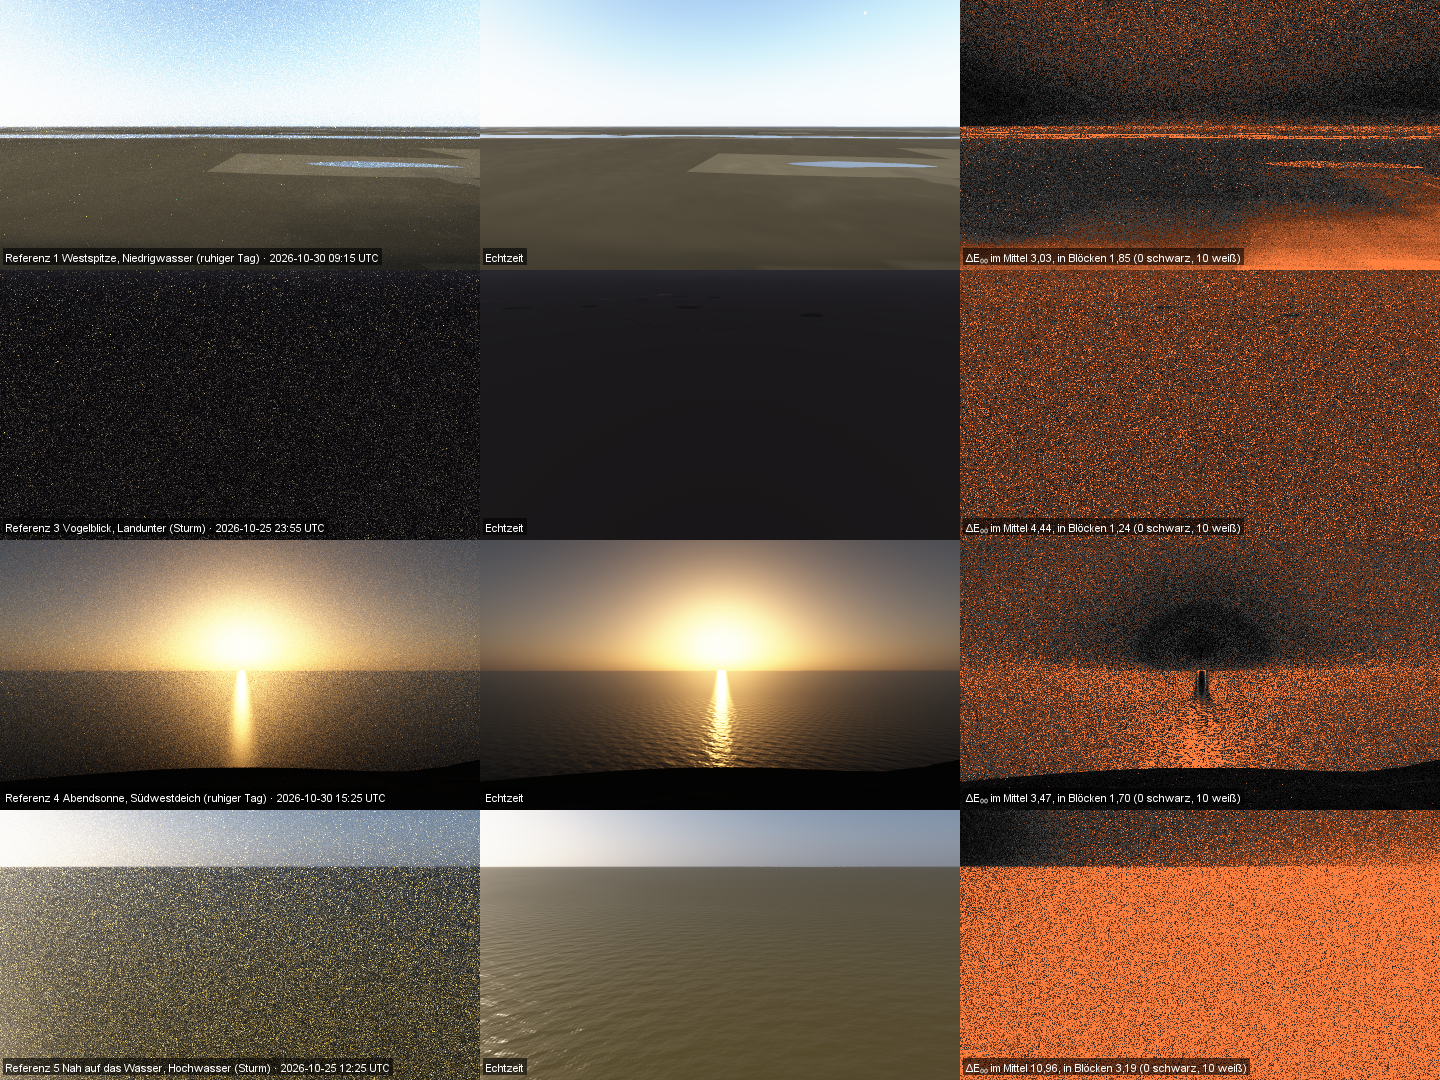 Referenz 1 Westspitze, Niedrigwasser (ruhiger Tag) · 2026-10-30 09:15 UTC
Echtzeit
ΔE₀₀ im Mittel 3,03, in Blöcken 1,85 (0 schwarz, 10 weiß)
Referenz 3 Vogelblick, Landunter (Sturm) · 2026-10-25 23:55 UTC
Echtzeit
ΔE₀₀ im Mittel 4,44, in Blöcken 1,24 (0 schwarz, 10 weiß)
Referenz 4 Abendsonne, Südwestdeich (ruhiger Tag) · 2026-10-30 15:25 UTC
Echtzeit
ΔE₀₀ im Mittel 3,47, in Blöcken 1,70 (0 schwarz, 10 weiß)
Referenz 5 Nah auf das Wasser, Hochwasser (Sturm) · 2026-10-25 12:25 UTC
Echtzeit
ΔE₀₀ im Mittel 10,96, in Blöcken 3,19 (0 schwarz, 10 weiß)